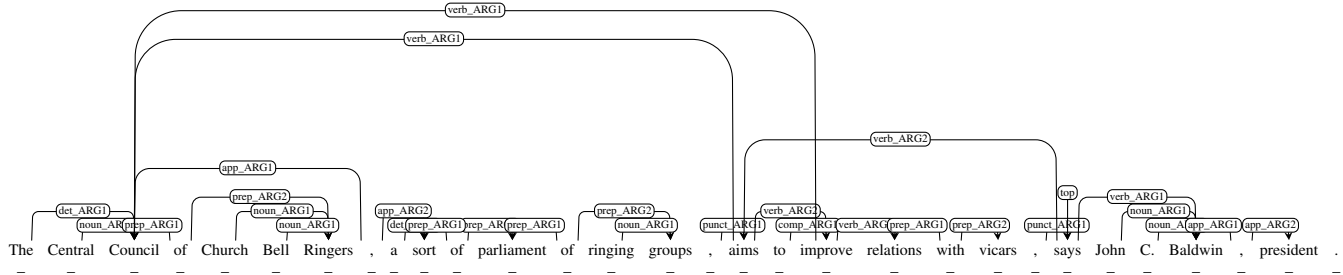 verb_ARG1
verb_ARG1
verb_ARG2
app_ARG1
top
prep_ARG2 verb_ARG1
det_ARG1 noun_ARG1 app_ARG2 prep_ARG2 verb_ARG2 noun_ARG1
prep_ARG1 noun_ARG1 prep_ARG1 prep_ARG1 noun_ARG1 punct_ARG1 comp_ARG1 prep_ARG1 prep_ARG2 punct_ARG1 app_ARG1 app_ARG2
The Central Council of Church Bell Ringers , a sort of parliament of ringing groups , aims to improve relations with vicars , says John C. Baldwin , president .
_ _ _ _ _ _ _ _ _ _ _ _ _ _ _ _ _ _ _ _ _ _ _ _ _ _ _ _ _ _